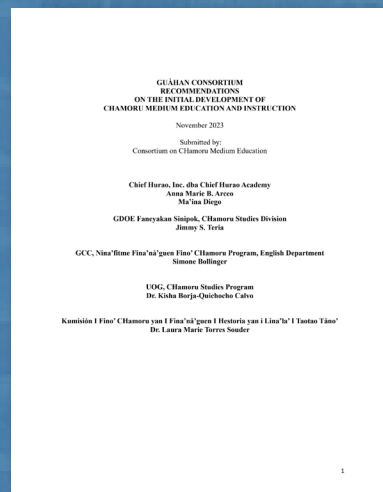 GUÅHAN CONSORTIUM
RECOMMENDATIONS
ON THE INITIAL DEVELOPMENT OF
CHAMORU MEDIUM EDUCATION AND INSTRUCTION
November 2023
Submitted by:
Consortium on CHamoru Medium Education
Chief Hurao, Inc. dba Chief Hurao Academy
Anna Marie B. Arceo
Ma'ina Diego
GDOE Faneyakan Sinipok, CHamoru Studies Division
Jimmy S. Teria
GCC, Nina'fitme Fina'nå'guen Fino' CHamoru Program, English Department
Simone Bollinger
UOG, CHamoru Studies Program
Dr. Kisha Borja-Quichocho Calvo
Kumisión I Fino' CHamoru yan I Fina'nå'guen I Hestoria yan i Lina'la' I Taotao Tåno'
Dr. Laura Marie Torres Souder
1